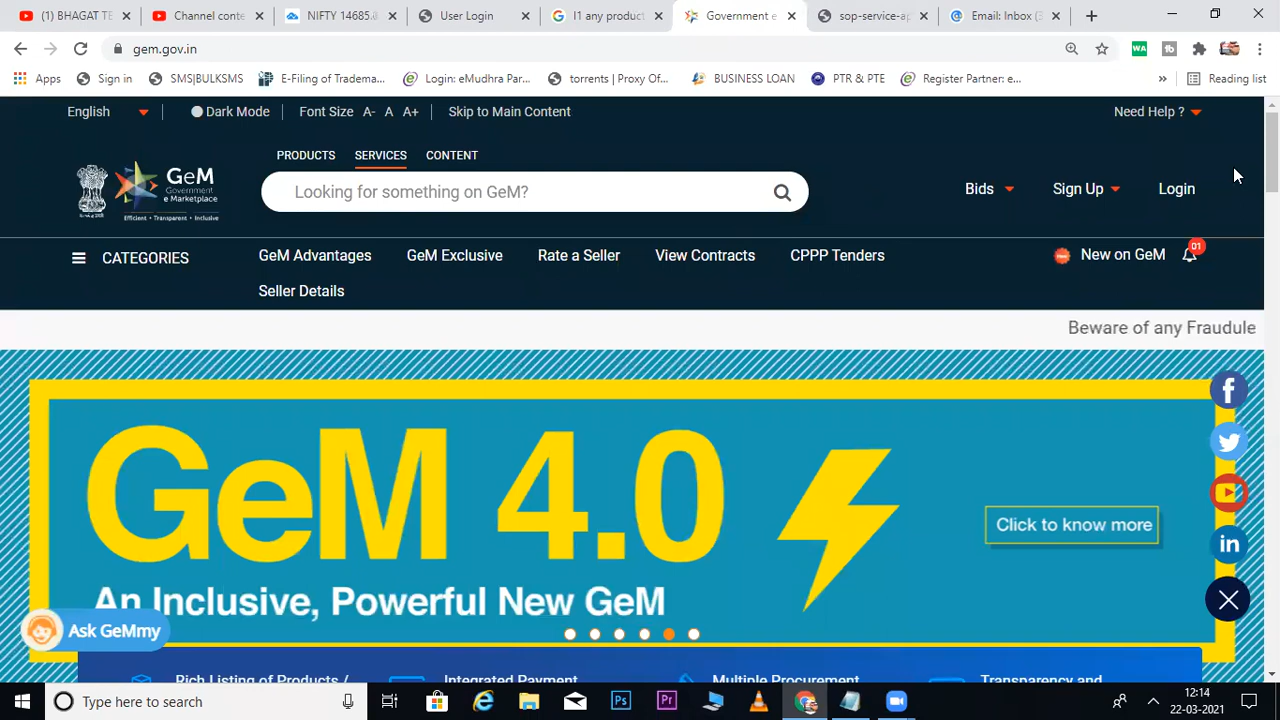 (1) BHAGAT TE
Channel conte
NIFTY 14685.
User Login
l1 any product
Government e
sop-service-ap
Email: Inbox (3
gem.gov.in
Apps
Sign in
SMS|BULKSMS
E-Filing of Tradema...
Login: eMudhra Par...
torrents | Proxy Of...
BUSINESS LOAN
PTR & PTE
Register Partner: e...
»
Reading list
English
Dark Mode
Font Size A- A A+
Skip to Main Content
Need Help ?
PRODUCTS SERVICES CONTENT
GeM
Government
e Marketplace
Efficient • Transparent • Inclusive
Looking for something on GeM?
Bids
Sign Up
Login
CATEGORIES
GeM Advantages
GeM Exclusive
Rate a Seller
View Contracts
CPPP Tenders
New on GeM
01
Seller Details
Beware of any Fraudule
GeM 4.0
Click to know more
An Inclusive, Powerful New GeM
Ask GeMmy
Rich Listing of Products /
Integrated Payment
Multiple Procurement
Transparency and
Type here to search
12:14
22-03-2021